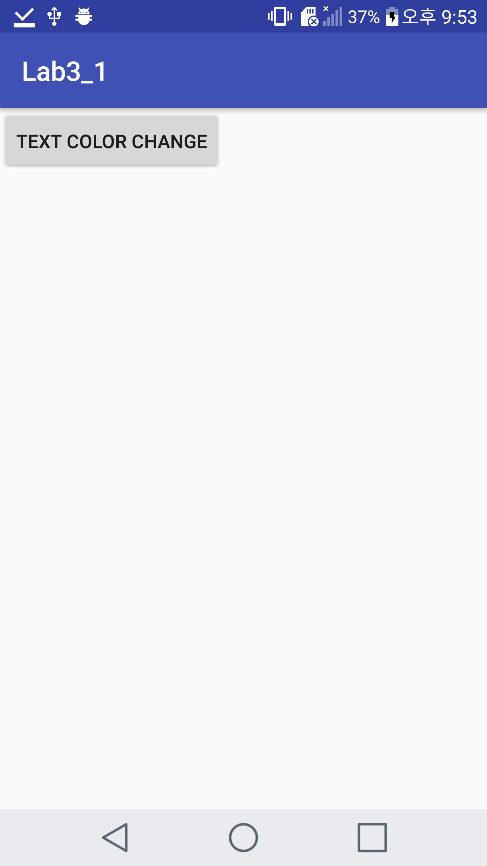 37% 오후 9:53
Lab3_1
TEXT COLOR CHANGE